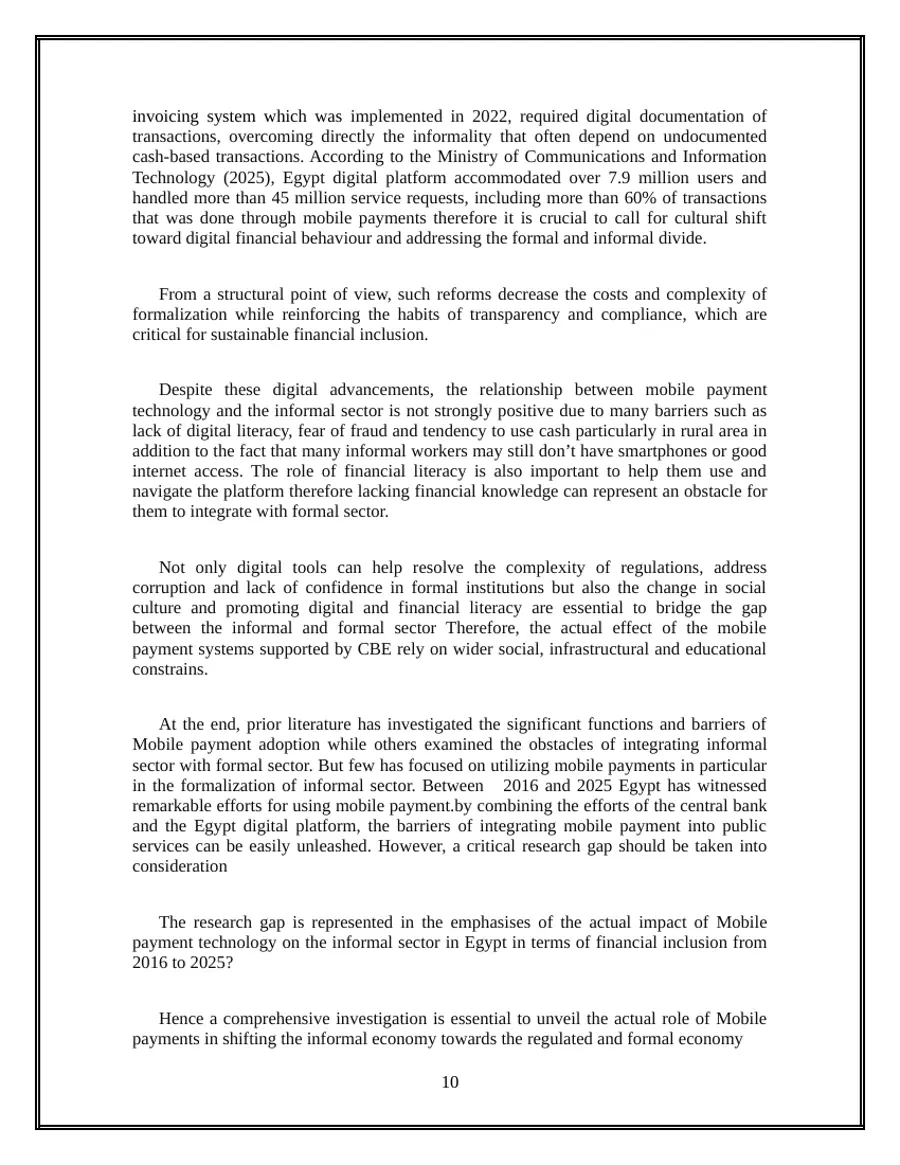 invoicing system which was implemented in 2022, required digital documentation of
transactions, overcoming directly the informality that often depend on undocumented
cash-based transactions. According to the Ministry of Communications and Information
Technology (2025), Egypt digital platform accommodated over 7.9 million users and
handled more than 45 million service requests, including more than 60% of transactions
that was done through mobile payments therefore it is crucial to call for cultural shift
toward digital financial behaviour and addressing the formal and informal divide.
From a structural point of view, such reforms decrease the costs and complexity of
formalization while reinforcing the habits of transparency and compliance, which are
critical for sustainable financial inclusion.
Despite these digital advancements, the relationship between mobile payment
technology and the informal sector is not strongly positive due to many barriers such as
lack of digital literacy, fear of fraud and tendency to use cash particularly in rural area in
addition to the fact that many informal workers may still don’t have smartphones or good
internet access. The role of financial literacy is also important to help them use and
navigate the platform therefore lacking financial knowledge can represent an obstacle for
them to integrate with formal sector.
Not only digital tools can help resolve the complexity of regulations, address
corruption and lack of confidence in formal institutions but also the change in social
culture and promoting digital and financial literacy are essential to bridge the gap
between the informal and formal sector Therefore, the actual effect of the mobile
payment systems supported by CBE rely on wider social, infrastructural and educational
constrains.
At the end, prior literature has investigated the significant functions and barriers of
Mobile payment adoption while others examined the obstacles of integrating informal
sector with formal sector. But few has focused on utilizing mobile payments in particular
in the formalization of informal sector. Between 2016 and 2025 Egypt has witnessed
remarkable efforts for using mobile payment.by combining the efforts of the central bank
and the Egypt digital platform, the barriers of integrating mobile payment into public
services can be easily unleashed. However, a critical research gap should be taken into
consideration
The research gap is represented in the emphasises of the actual impact of Mobile
payment technology on the informal sector in Egypt in terms of financial inclusion from
2016 to 2025?
Hence a comprehensive investigation is essential to unveil the actual role of Mobile
payments in shifting the informal economy towards the regulated and formal economy
10